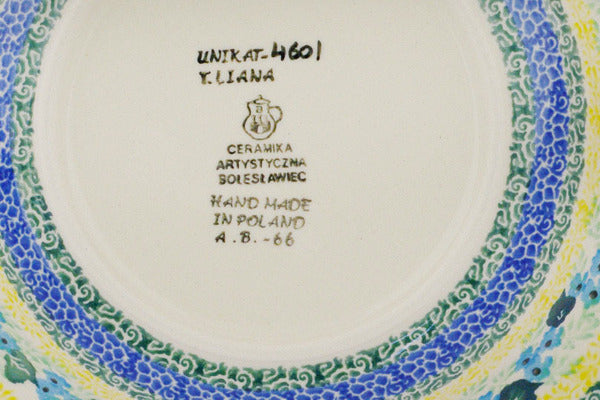 UNIKAT-4601
Y.LIANA
CERAMIKA
ARTYSTYCZNA
BOLESŁAWIEC
HAND MADE
IN POLAND
A.B.-66